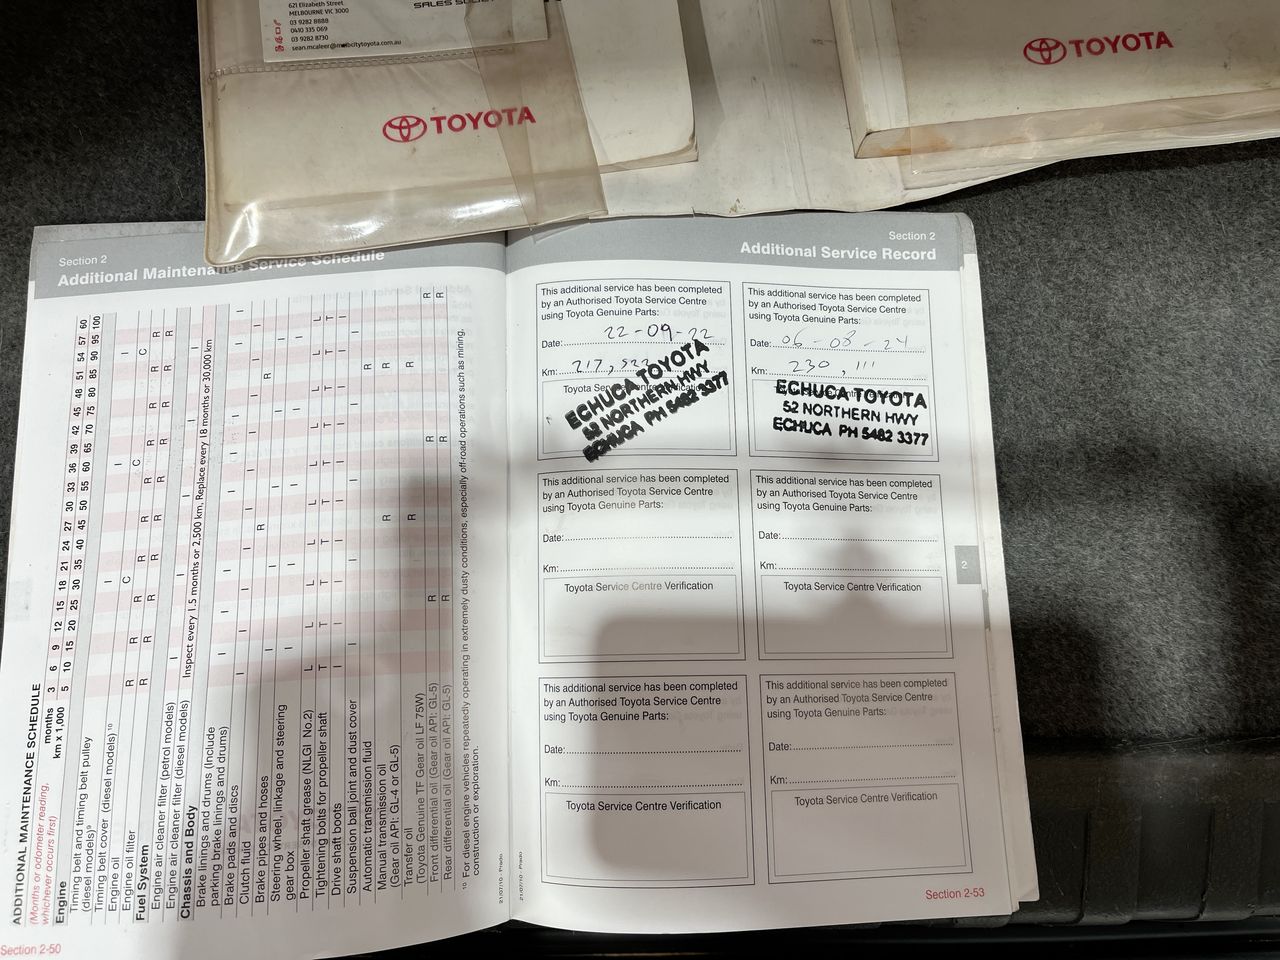 621 Elizabeth Street
MELBOURNE VIC 3000
03 9282 8888
0410 335 069
03 9282 8730
sean.mcaleer@melbcitytoyota.com.au
TOYOTA
TOYOTA
Section 2
Additional Maintenance Service Schedule
ADDITIONAL MAINTENANCE SCHEDULE
(Months or odometer reading,
whichever occurs first)
months 3 6 9 12 15 18 21 24 27 30 33 36 39 42 45 48 51 54 57 60
km x 1,000 5 10 15 20 25 30 35 40 45 50 55 60 65 70 75 80 85 90 95 100
Engine
Timing belt and timing belt pulley
(diesel models)⁹
Timing belt cover (diesel models) ¹⁰ I I I
Engine oil R R R R R R R R R R
Engine oil filter
Fuel System
Engine air cleaner filter (petrol models)
Engine air cleaner filter (diesel models) Inspect every 1.5 months or 2,500 km. Replace every 18 months or 30,000 km
Chassis and Body
Brake linings and drums (Include
parking brake linings and drums)
Brake pads and discs
Clutch fluid
Brake pipes and hoses
Steering wheel, linkage and steering
gear box
Propeller shaft grease (NLGI No.2)
Tightening bolts for propeller shaft
Drive shaft boots
Suspension ball joint and dust cover
Automatic transmission fluid
Manual transmission oil
(Gear oil API: GL-4 or GL-5)
Transfer oil
(Toyota Genuine TF Gear oil LF 75W)
Front differential oil (Gear oil API: GL-5)
Rear differential oil (Gear oil API: GL-5)
¹⁰ For diesel engine vehicles repeatedly operating in extremely dusty conditions, especially off-road operations such as mining,
construction or exploration.
21/07/10 - Prado
Section 2-50
Section 2
Additional Service Record
This additional service has been completed
by an Authorised Toyota Service Centre
using Toyota Genuine Parts:
Date: 22-09-22
Km: 217,522
ECHUCA TOYOTA
52 NORTHERN HWY
ECHUCA PH 5482 3377
This additional service has been completed
by an Authorised Toyota Service Centre
using Toyota Genuine Parts:
Date: 06-08-24
Km: 230,111
ECHUCA TOYOTA
52 NORTHERN HWY
ECHUCA PH 5482 3377
This additional service has been completed
by an Authorised Toyota Service Centre
using Toyota Genuine Parts:
Date:
Km:
Toyota Service Centre Verification
This additional service has been completed
by an Authorised Toyota Service Centre
using Toyota Genuine Parts:
Date:
Km:
Toyota Service Centre Verification
2
This additional service has been completed
by an Authorised Toyota Service Centre
using Toyota Genuine Parts:
Date:
Km:
Toyota Service Centre Verification
This additional service has been completed
by an Authorised Toyota Service Centre
using Toyota Genuine Parts:
Date:
Km:
Toyota Service Centre Verification
21/07/10 - Prado
Section 2-53